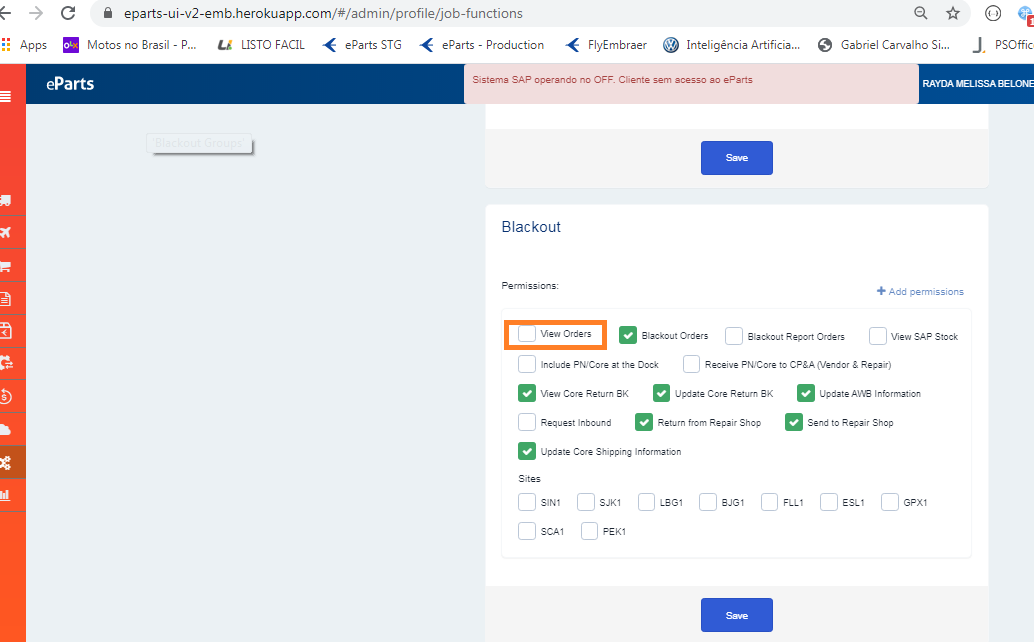 eparts-ui-v2-emb.herokuapp.com/#/admin/profile/job-functions
Apps olx Motos no Brasil - P... LISTO FACIL eParts STG eParts - Production FlyEmbraer Inteligência Artificia... Gabriel Carvalho Si... PSOffic
eParts
Sistema SAP operando no OFF. Cliente sem acesso ao eParts
RAYDA MELISSA BELONE
'Blackout Groups'
Save
Blackout
Permissions:
+ Add permissions
View Orders Blackout Orders Blackout Report Orders View SAP Stock
Include PN/Core at the Dock Receive PN/Core to CP&A (Vendor & Repair)
View Core Return BK Update Core Return BK Update AWB Information
Request Inbound Return from Repair Shop Send to Repair Shop
Update Core Shipping Information
Sites
SIN1 SJK1 LBG1 BJG1 FLL1 ESL1 GPX1
SCA1 PEK1
Save